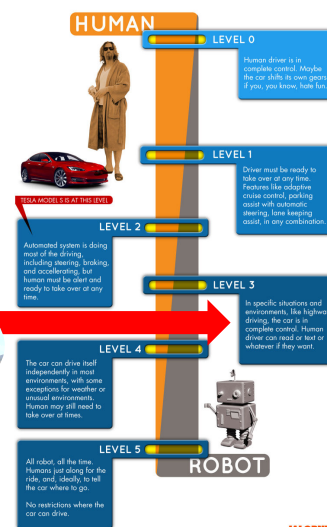 HUMAN
LEVEL 0
Human driver is in
complete control. Maybe
the car shifts its own gears
if you, you know, hate fun.
LEVEL 1
Driver must be ready to
take over at any time.
Features like adaptive
cruise control, parking
assist with automatic
steering, lane keeping
assist, in any combination.
TESLA MODEL S IS AT THIS LEVEL
LEVEL 2
Automated system is doing
most of the driving,
including steering, braking,
and accellerating, but
human must be alert and
ready to take over at any
time.
LEVEL 3
In specific situations and
environments, like highway
driving, the car is in
complete control. Human
driver can read or text or
whatever if they want.
LEVEL 4
The car can drive itself
independently in most
environments, with some
exceptions for weather or
unusual environments.
Human may still need to
take over at times.
LEVEL 5
All robot, all the time.
Humans just along for the
ride, and, ideally, to tell
the car where to go.
No restrictions where the
car can drive.
ROBOT